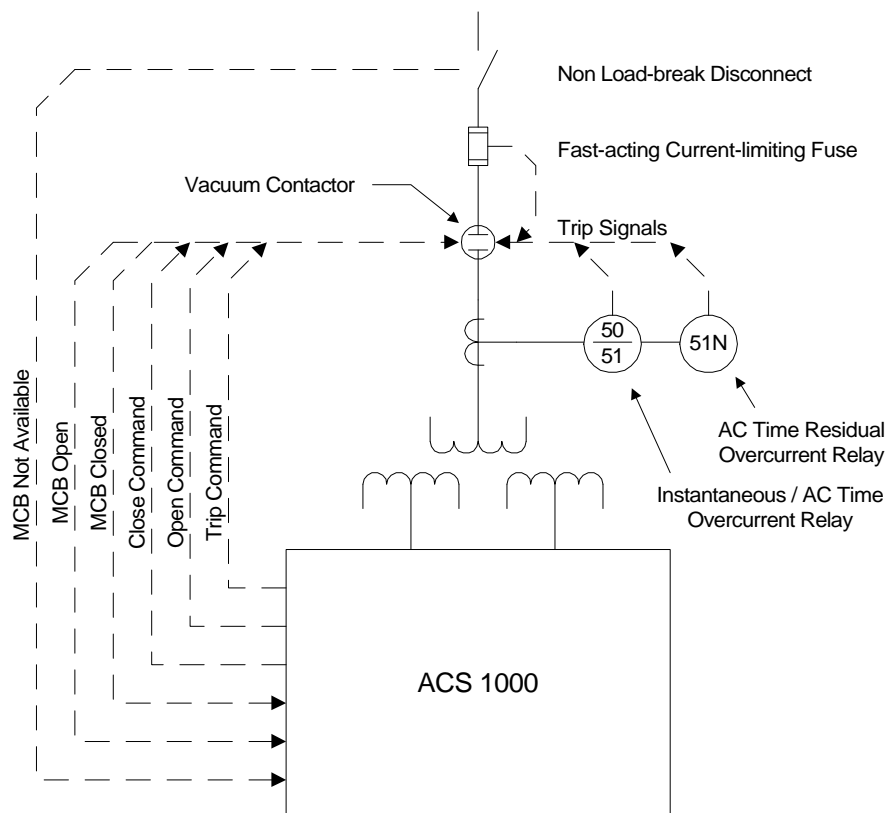 Non Load-break Disconnect
Fast-acting Current-limiting Fuse
Vacuum Contactor
Trip Signals
50
51
51N
AC Time Residual
Overcurrent Relay
Instantaneous / AC Time
Overcurrent Relay
MCB Not Available
MCB Open
MCB Closed
Close Command
Open Command
Trip Command
ACS 1000